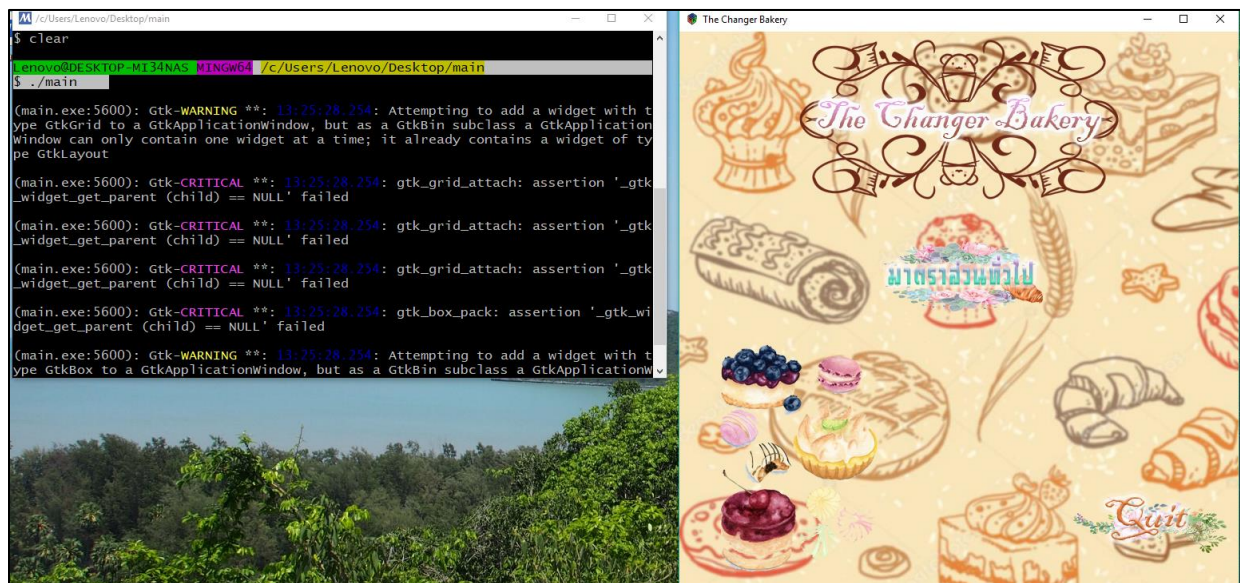 /c/Users/Lenovo/Desktop/main
$ clear
Lenovo@DESKTOP-MI34NAS MINGW64 /c/Users/Lenovo/Desktop/main
$ ./main
(main.exe:5600): Gtk-WARNING **: 13:25:28.254: Attempting to add a widget with t
ype GtkGrid to a GtkApplicationWindow, but as a GtkBin subclass a GtkApplication
Window can only contain one widget at a time; it already contains a widget of ty
pe GtkLayout
(main.exe:5600): Gtk-CRITICAL **: 13:25:28.254: gtk_grid_attach: assertion '_gtk
_widget_get_parent (child) == NULL' failed
(main.exe:5600): Gtk-CRITICAL **: 13:25:28.254: gtk_grid_attach: assertion '_gtk
_widget_get_parent (child) == NULL' failed
(main.exe:5600): Gtk-CRITICAL **: 13:25:28.254: gtk_grid_attach: assertion '_gtk
_widget_get_parent (child) == NULL' failed
(main.exe:5600): Gtk-CRITICAL **: 13:25:28.254: gtk_box_pack: assertion '_gtk_wi
dget_get_parent (child) == NULL' failed
(main.exe:5600): Gtk-WARNING **: 13:25:28.254: Attempting to add a widget with t
ype GtkBox to a GtkApplicationWindow, but as a GtkBin subclass a GtkApplicationW
The Changer Bakery
The Changer Bakery
มาตราส่วนทั่วไป
Quit